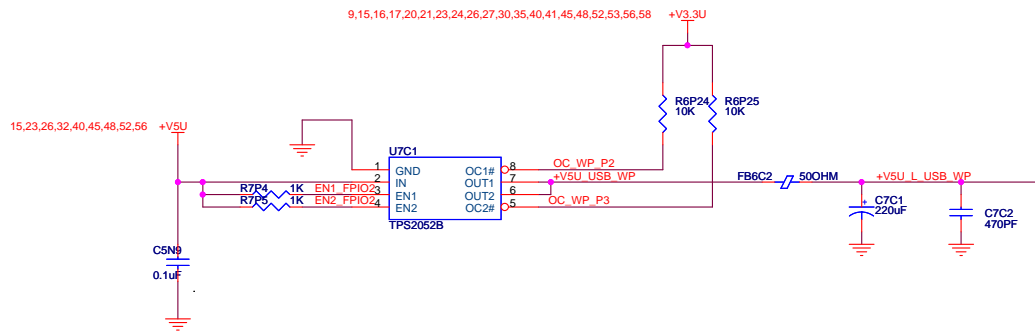 9,15,16,17,20,21,23,24,26,27,30,35,40,41,45,48,52,53,56,58 +V3.3U
R6P24 R6P25
10K 10K
15,23,26,32,40,45,48,52,56 +V5U
U7C1
1 GND OC1# 8 OC_WP_P2
2 IN OUT1 7 +V5U_USB_WP FB6C2 50OHM +V5U_L_USB_WP
R7P4 1K EN1_FPIO2 3 EN1 OUT2 6
R7P5 1K EN2_FPIO2 4 EN2 OC2# 5 OC_WP_P3
TPS2052B
+ C7C1
220uF
C7C2
470PF
C5N9
0.1uF
.